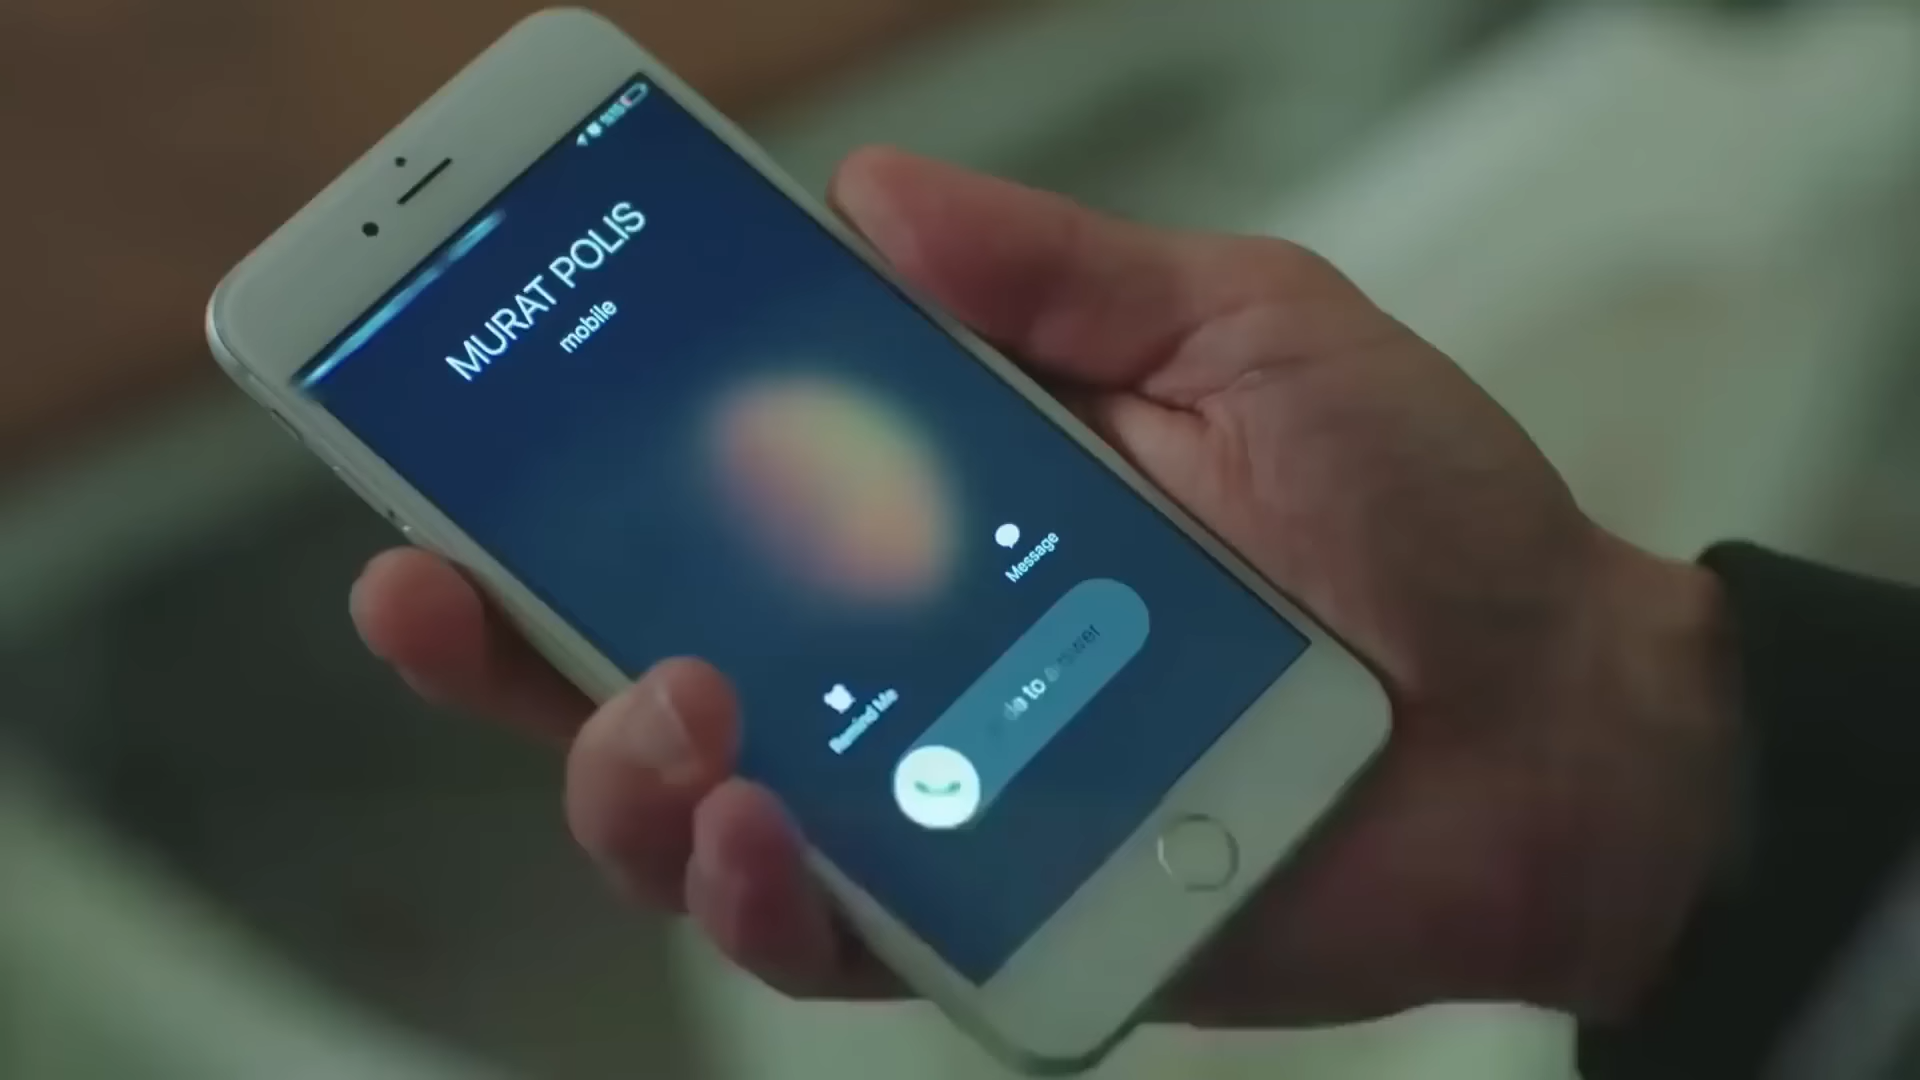 MURAT POLIS
mobile
Message
Remind Me
to